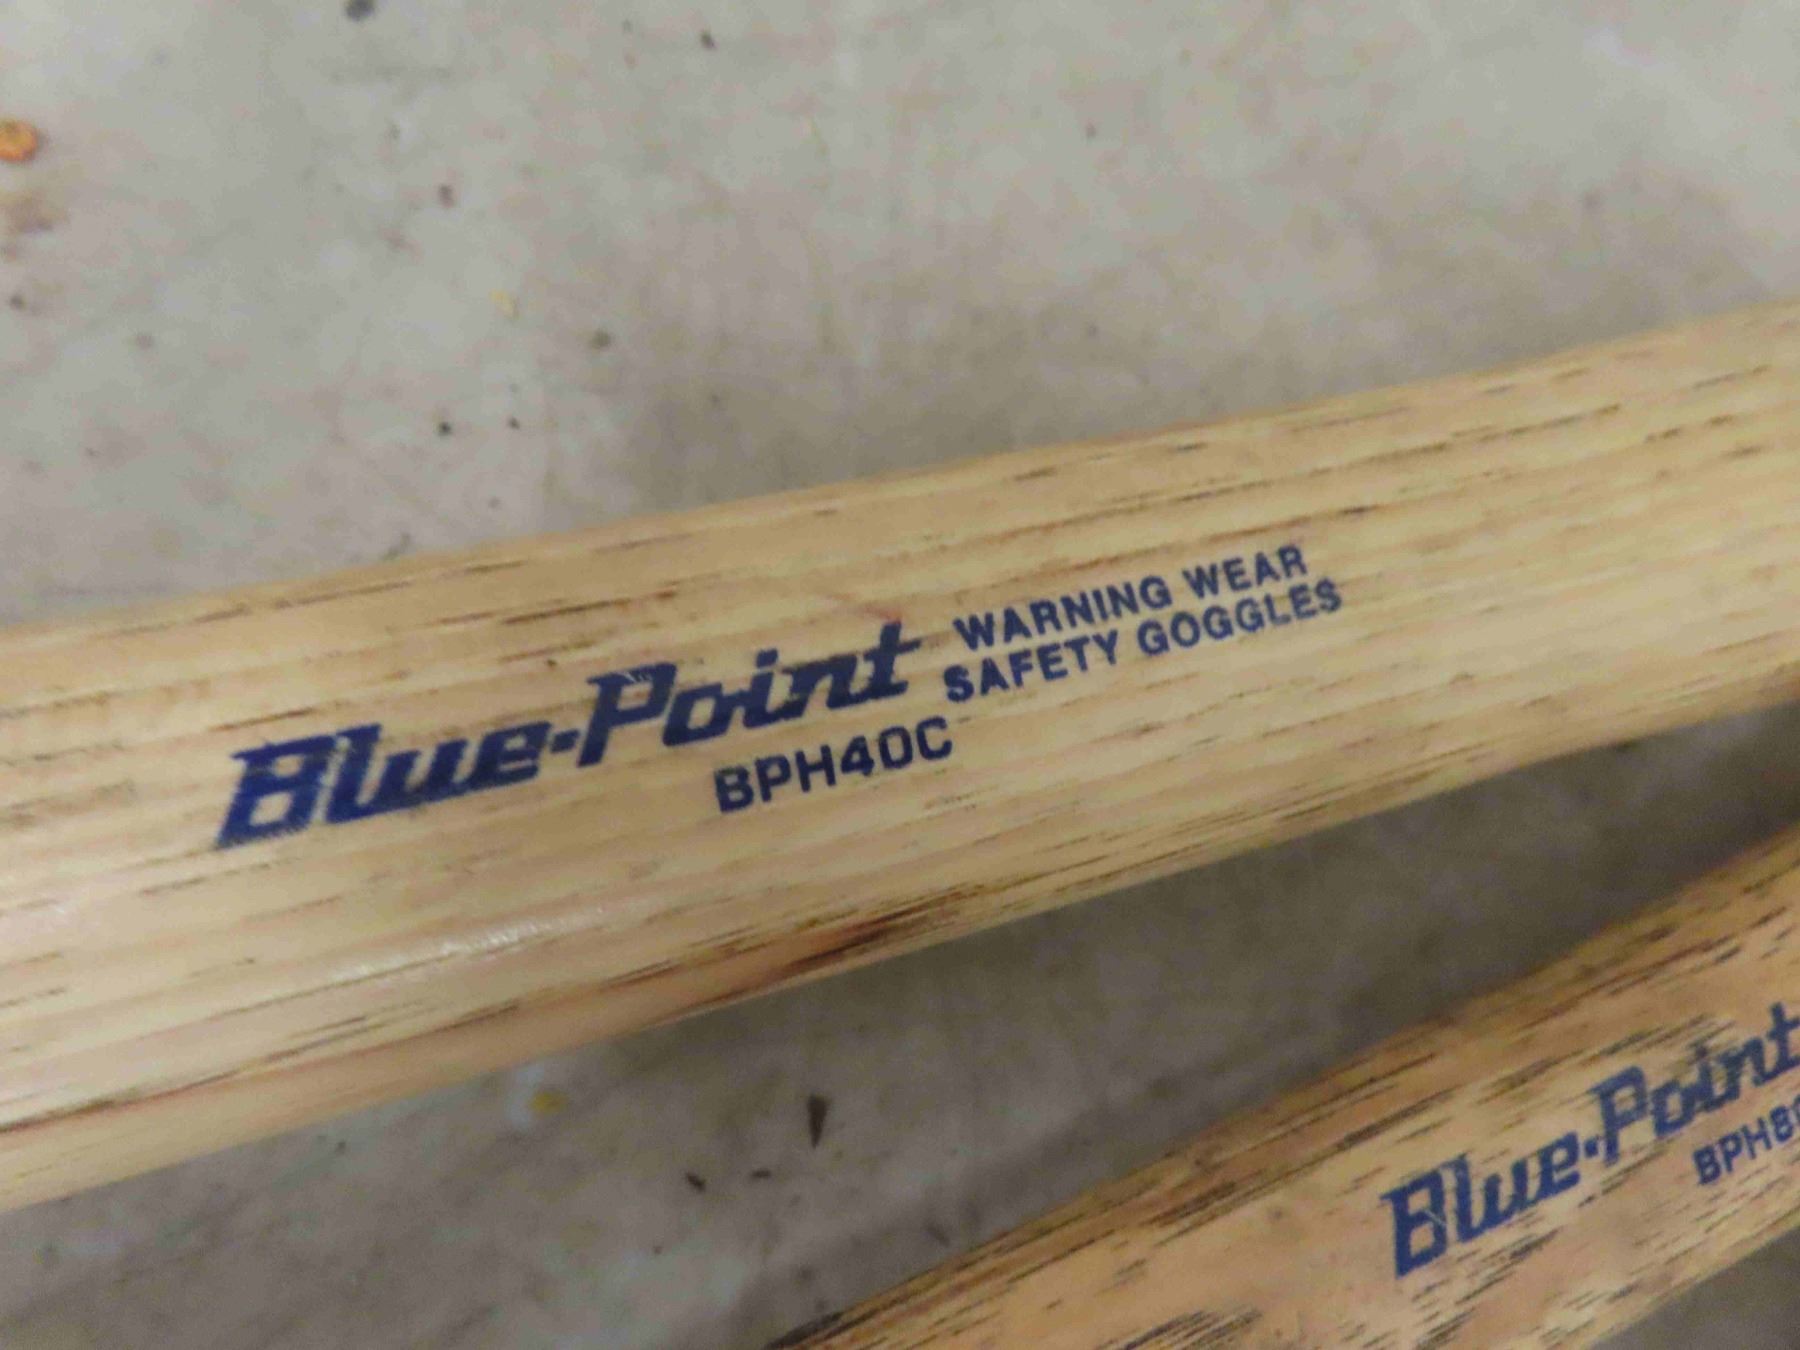 Blue-Point WARNING WEAR
SAFETY GOGGLES
BPH40C
Blue-Point